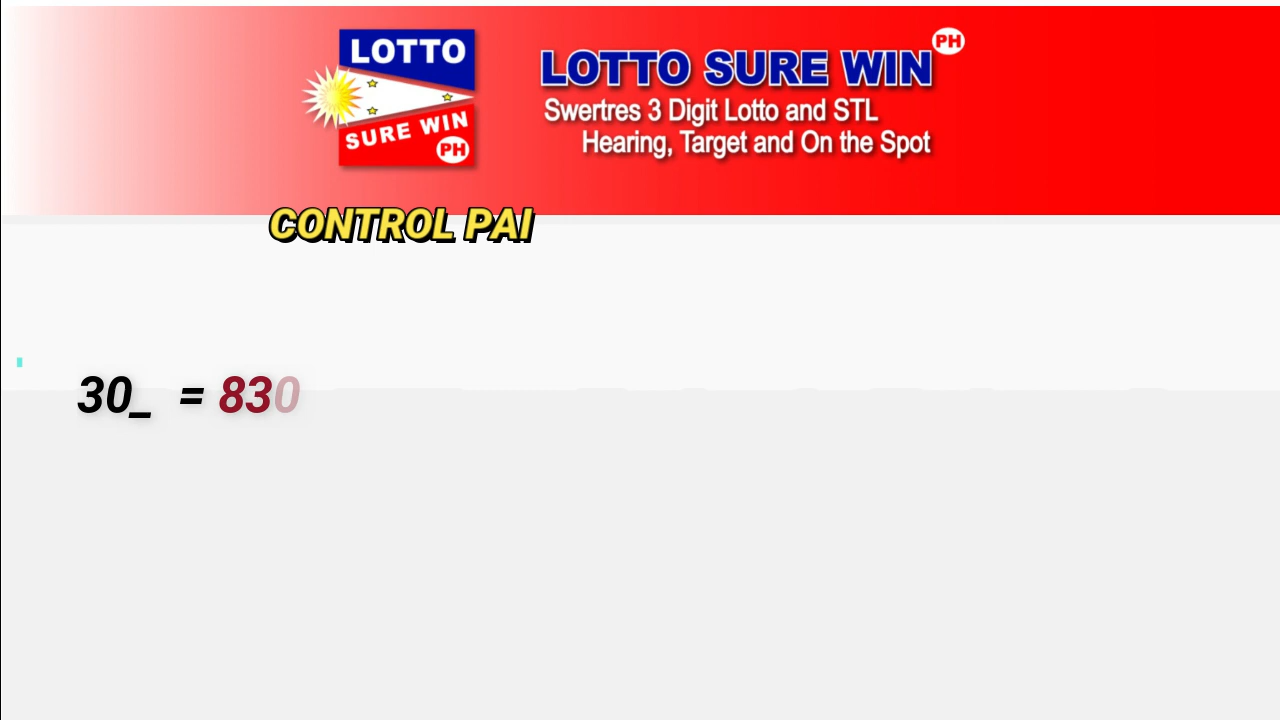 LOTTO
SURE WIN
PH
LOTTO SURE WIN PH
Swertres 3 Digit Lotto and STL
Hearing, Target and On the Spot
CONTROL PAI
30_ = 830